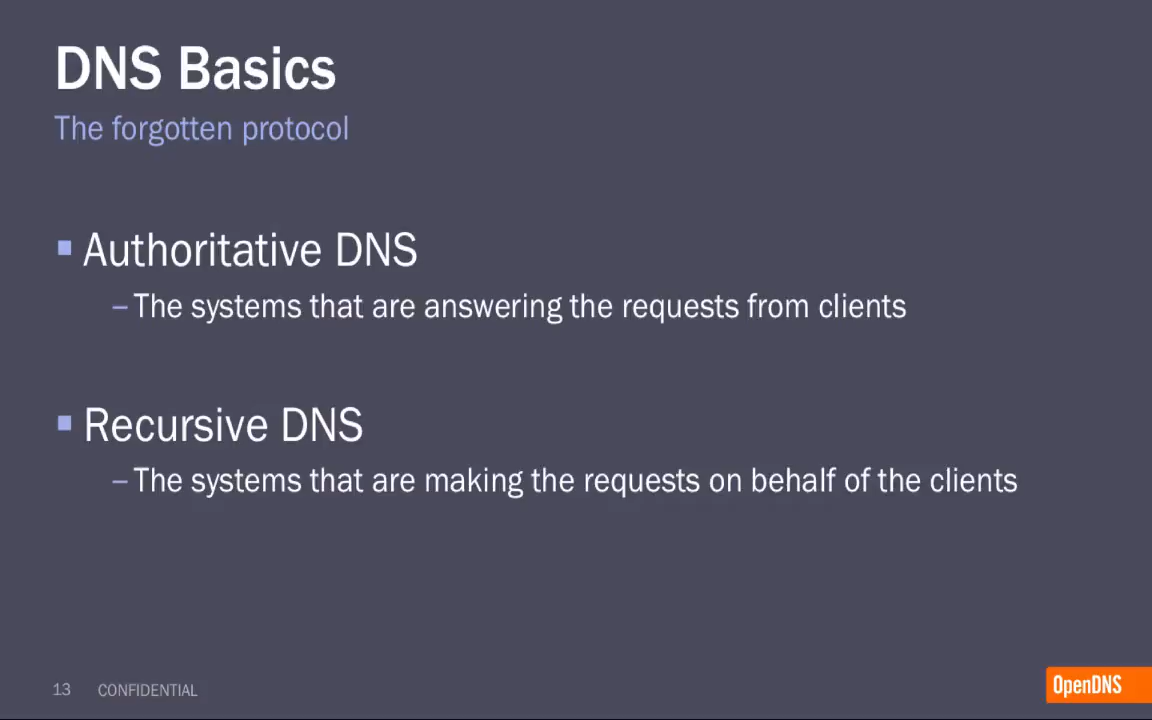 DNS Basics
The forgotten protocol
▪ Authoritative DNS
– The systems that are answering the requests from clients
▪ Recursive DNS
– The systems that are making the requests on behalf of the clients
13 CONFIDENTIAL
OpenDNS